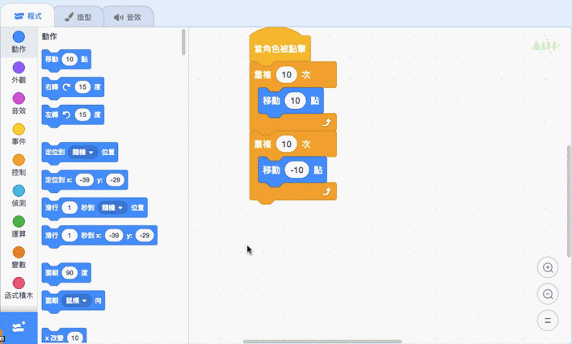 程式
造型
音效
動作
外觀
音效
事件
控制
偵測
運算
變數
函式積木
動作
移動 10 點
右轉 15 度
左轉 15 度
定位到 隨機 位置
定位到 x: -39 y: -29
滑行 1 秒到 隨機 位置
滑行 1 秒到 x: -39 y: -29
面朝 90 度
面朝 鼠標 向
x 改變 10
當角色被點擊
重複 10 次
移動 10 點
重複 10 次
移動 -10 點